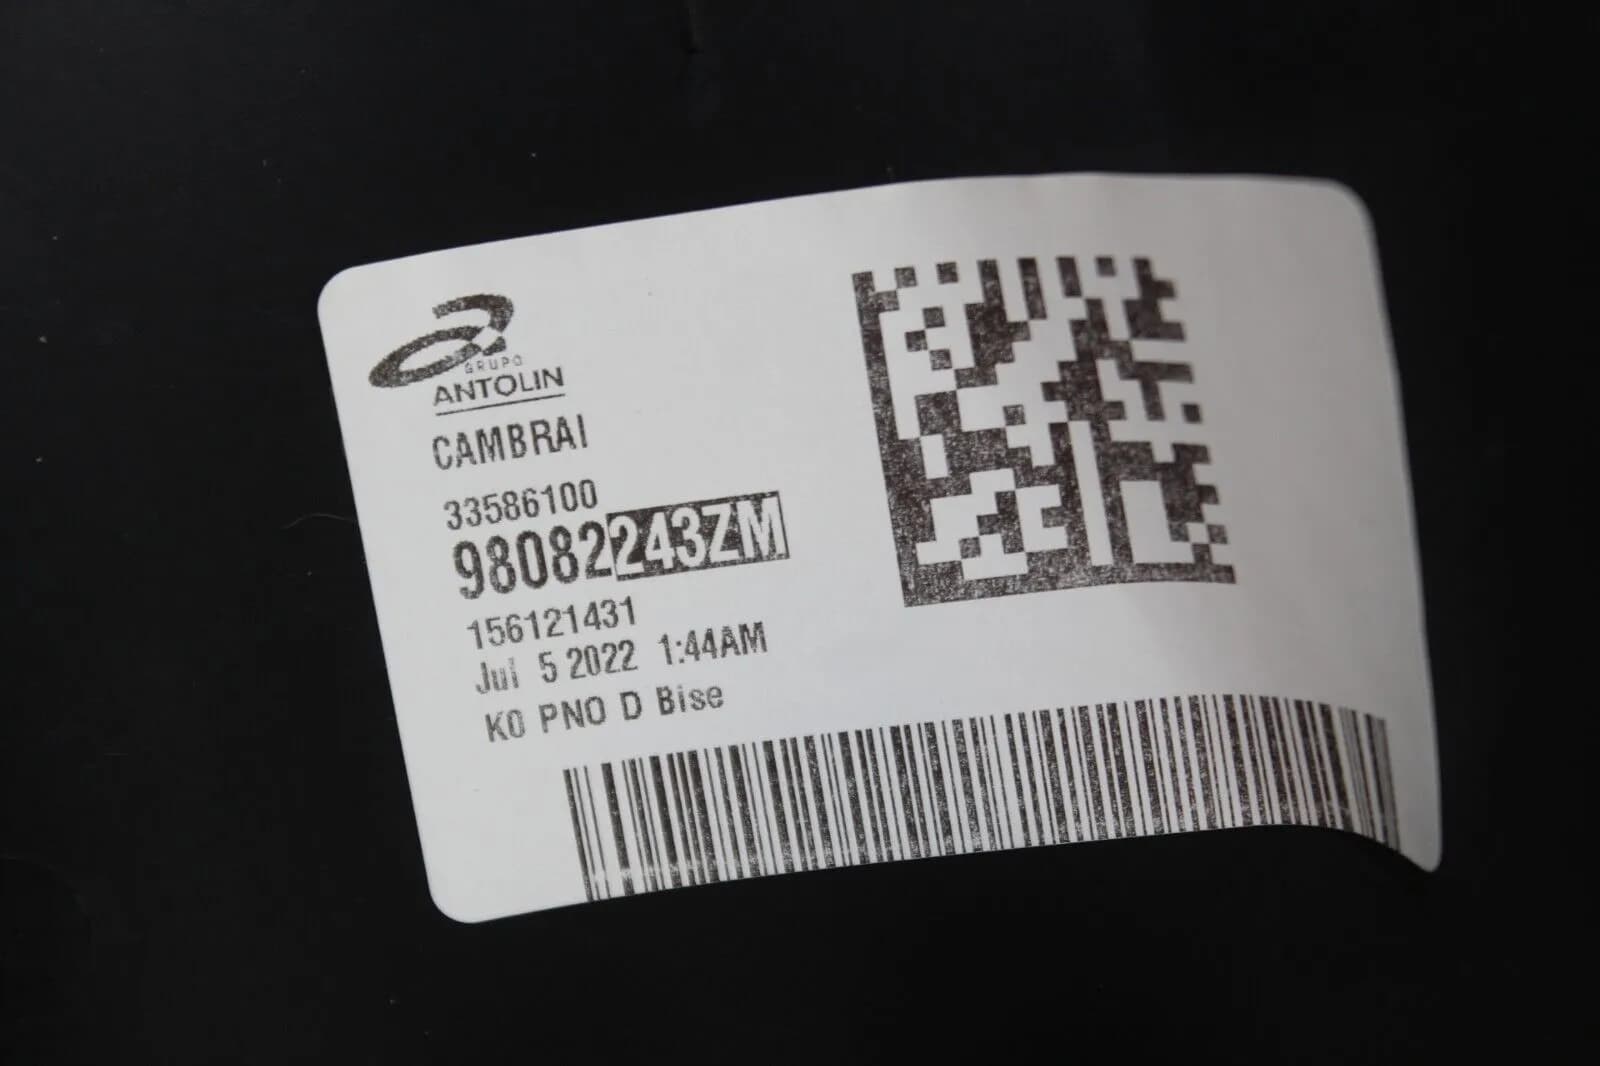 GRUPO
ANTOLIN
CAMBRAI
33586100
98082243ZM
156121431
Jul 5 2022 1:44AM
K0 PNO D Bise